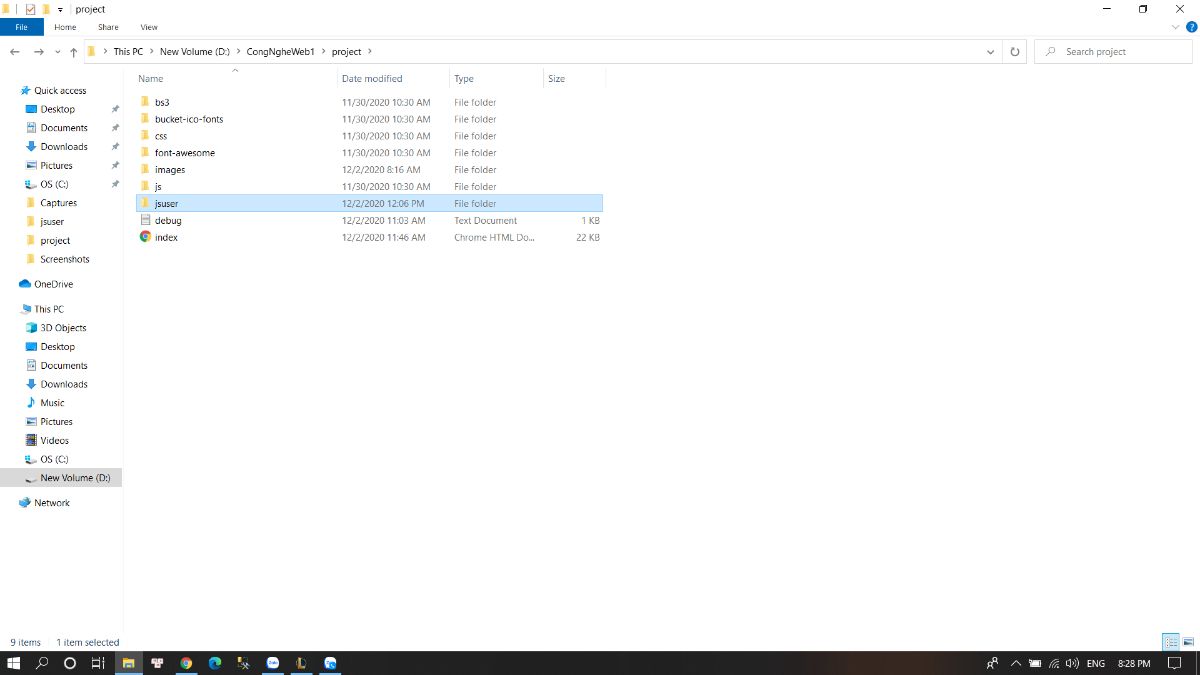 project
File Home Share View
This PC New Volume (D:) CongNgheWeb1 project
Search project
Name Date modified Type Size
Quick access
Desktop
Documents
Downloads
Pictures
OS (C:)
Captures
jsuser
project
Screenshots
OneDrive
This PC
3D Objects
Desktop
Documents
Downloads
Music
Pictures
Videos
OS (C:)
New Volume (D:)
Network
bs3 11/30/2020 10:30 AM File folder
bucket-ico-fonts 11/30/2020 10:30 AM File folder
css 11/30/2020 10:30 AM File folder
font-awesome 11/30/2020 10:30 AM File folder
images 12/2/2020 8:16 AM File folder
js 11/30/2020 10:30 AM File folder
jsuser 12/2/2020 12:06 PM File folder
debug 12/2/2020 11:03 AM Text Document 1 KB
index 12/2/2020 11:46 AM Chrome HTML Do... 22 KB
9 items 1 item selected
Zalo
ENG 8:28 PM